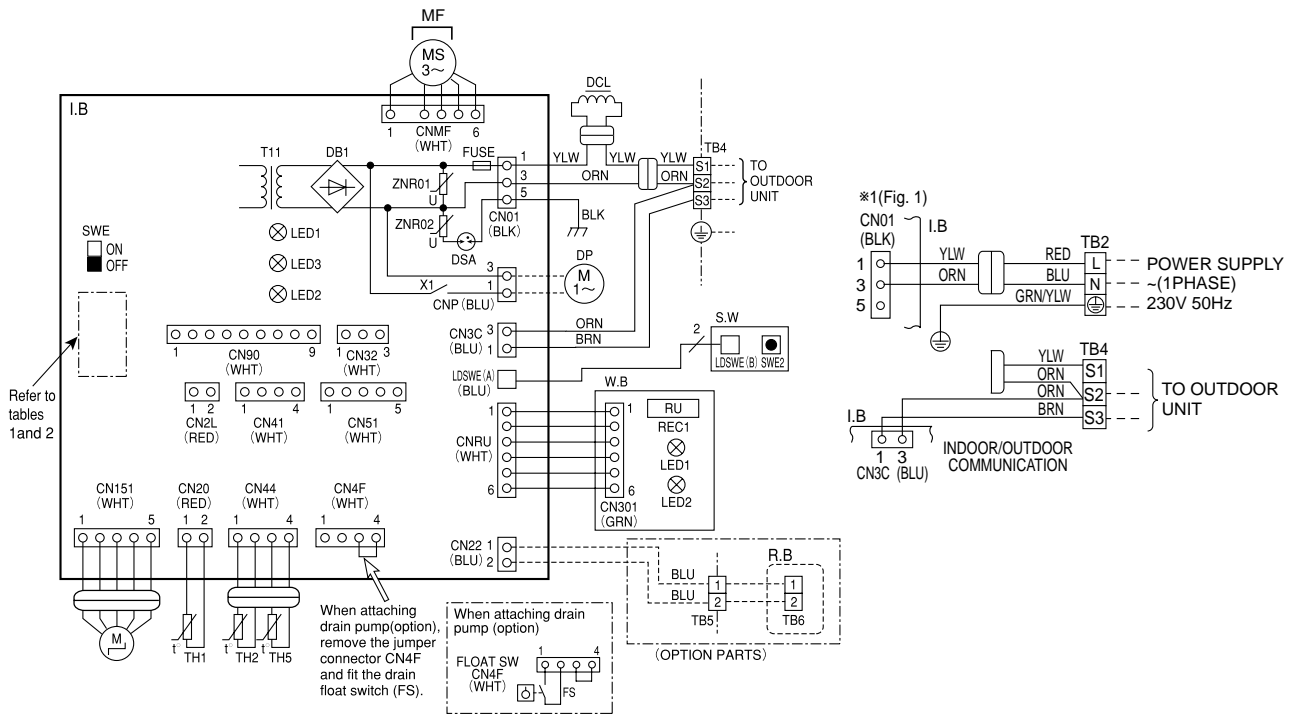 MF
MS
3∼
I.B
1 6
CNMF
(WHT)
DCL
T11
DB1
FUSE
1
3
5
CN01
(BLK)
ZNR01
U
ZNR02
U
DSA
YLW
YLW
YLW
ORN
ORN
TB4
S1
S2
S3
TO
OUTDOOR
UNIT
BLK
SWE
ON
OFF
LED1
LED3
LED2
X1
3
1
CNP (BLU)
DP
M
1∼
CN3C
(BLU)
3
1
ORN
BRN
LDSWE (A)
(BLU)
2
S.W
LDSWE (B) SWE2
Refer to
tables
1and 2
1 9
CN90
(WHT)
1 3
CN32
(WHT)
1 2
CN2L
(RED)
1 4
CN41
(WHT)
1 5
CN51
(WHT)
1
CNRU
(WHT)
6
W.B
1
RU
REC1
LED1
LED2
6
CN301
(GRN)
CN151
(WHT)
1 5
CN20
(RED)
1 2
CN44
(WHT)
1 4
CN4F
(WHT)
1 4
CN22
(BLU)
1
2
M
t°
TH1
t°
TH2
t°
TH5
When attaching
drain pump(option),
remove the jumper
connector CN4F
and fit the drain
float switch (FS).
When attaching drain
pump (option)
FLOAT SW
CN4F
(WHT)
1 4
FS
BLU
BLU
1
2
TB5
R.B
1
2
TB6
(OPTION PARTS)
※1(Fig. 1)
CN01
(BLK)
I.B
1
3
5
YLW
ORN
RED
BLU
GRN/YLW
TB2
L
N
POWER SUPPLY
~(1PHASE)
230V 50Hz
YLW
ORN
ORN
BRN
TB4
S1
S2
S3
TO OUTDOOR
UNIT
I.B
1 3
CN3C (BLU)
INDOOR/OUTDOOR
COMMUNICATION